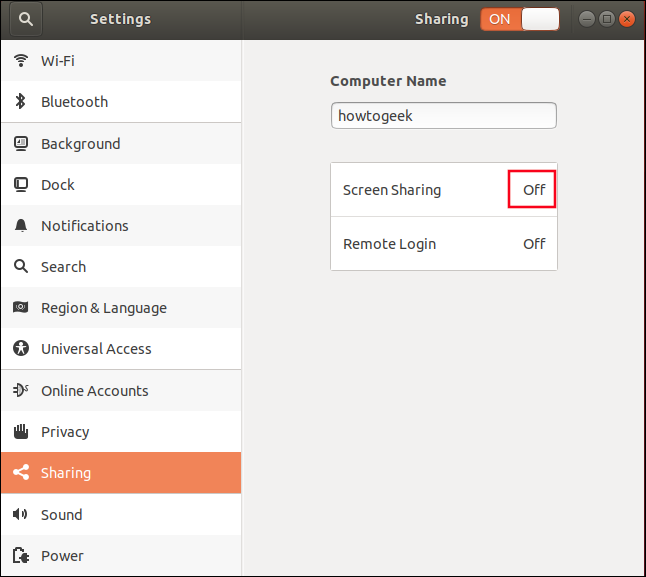 Settings
Sharing ON
Wi-Fi
Bluetooth
Background
Dock
Notifications
Search
Region & Language
Universal Access
Online Accounts
Privacy
Sharing
Sound
Power
Computer Name
howtogeek
Screen Sharing Off
Remote Login Off